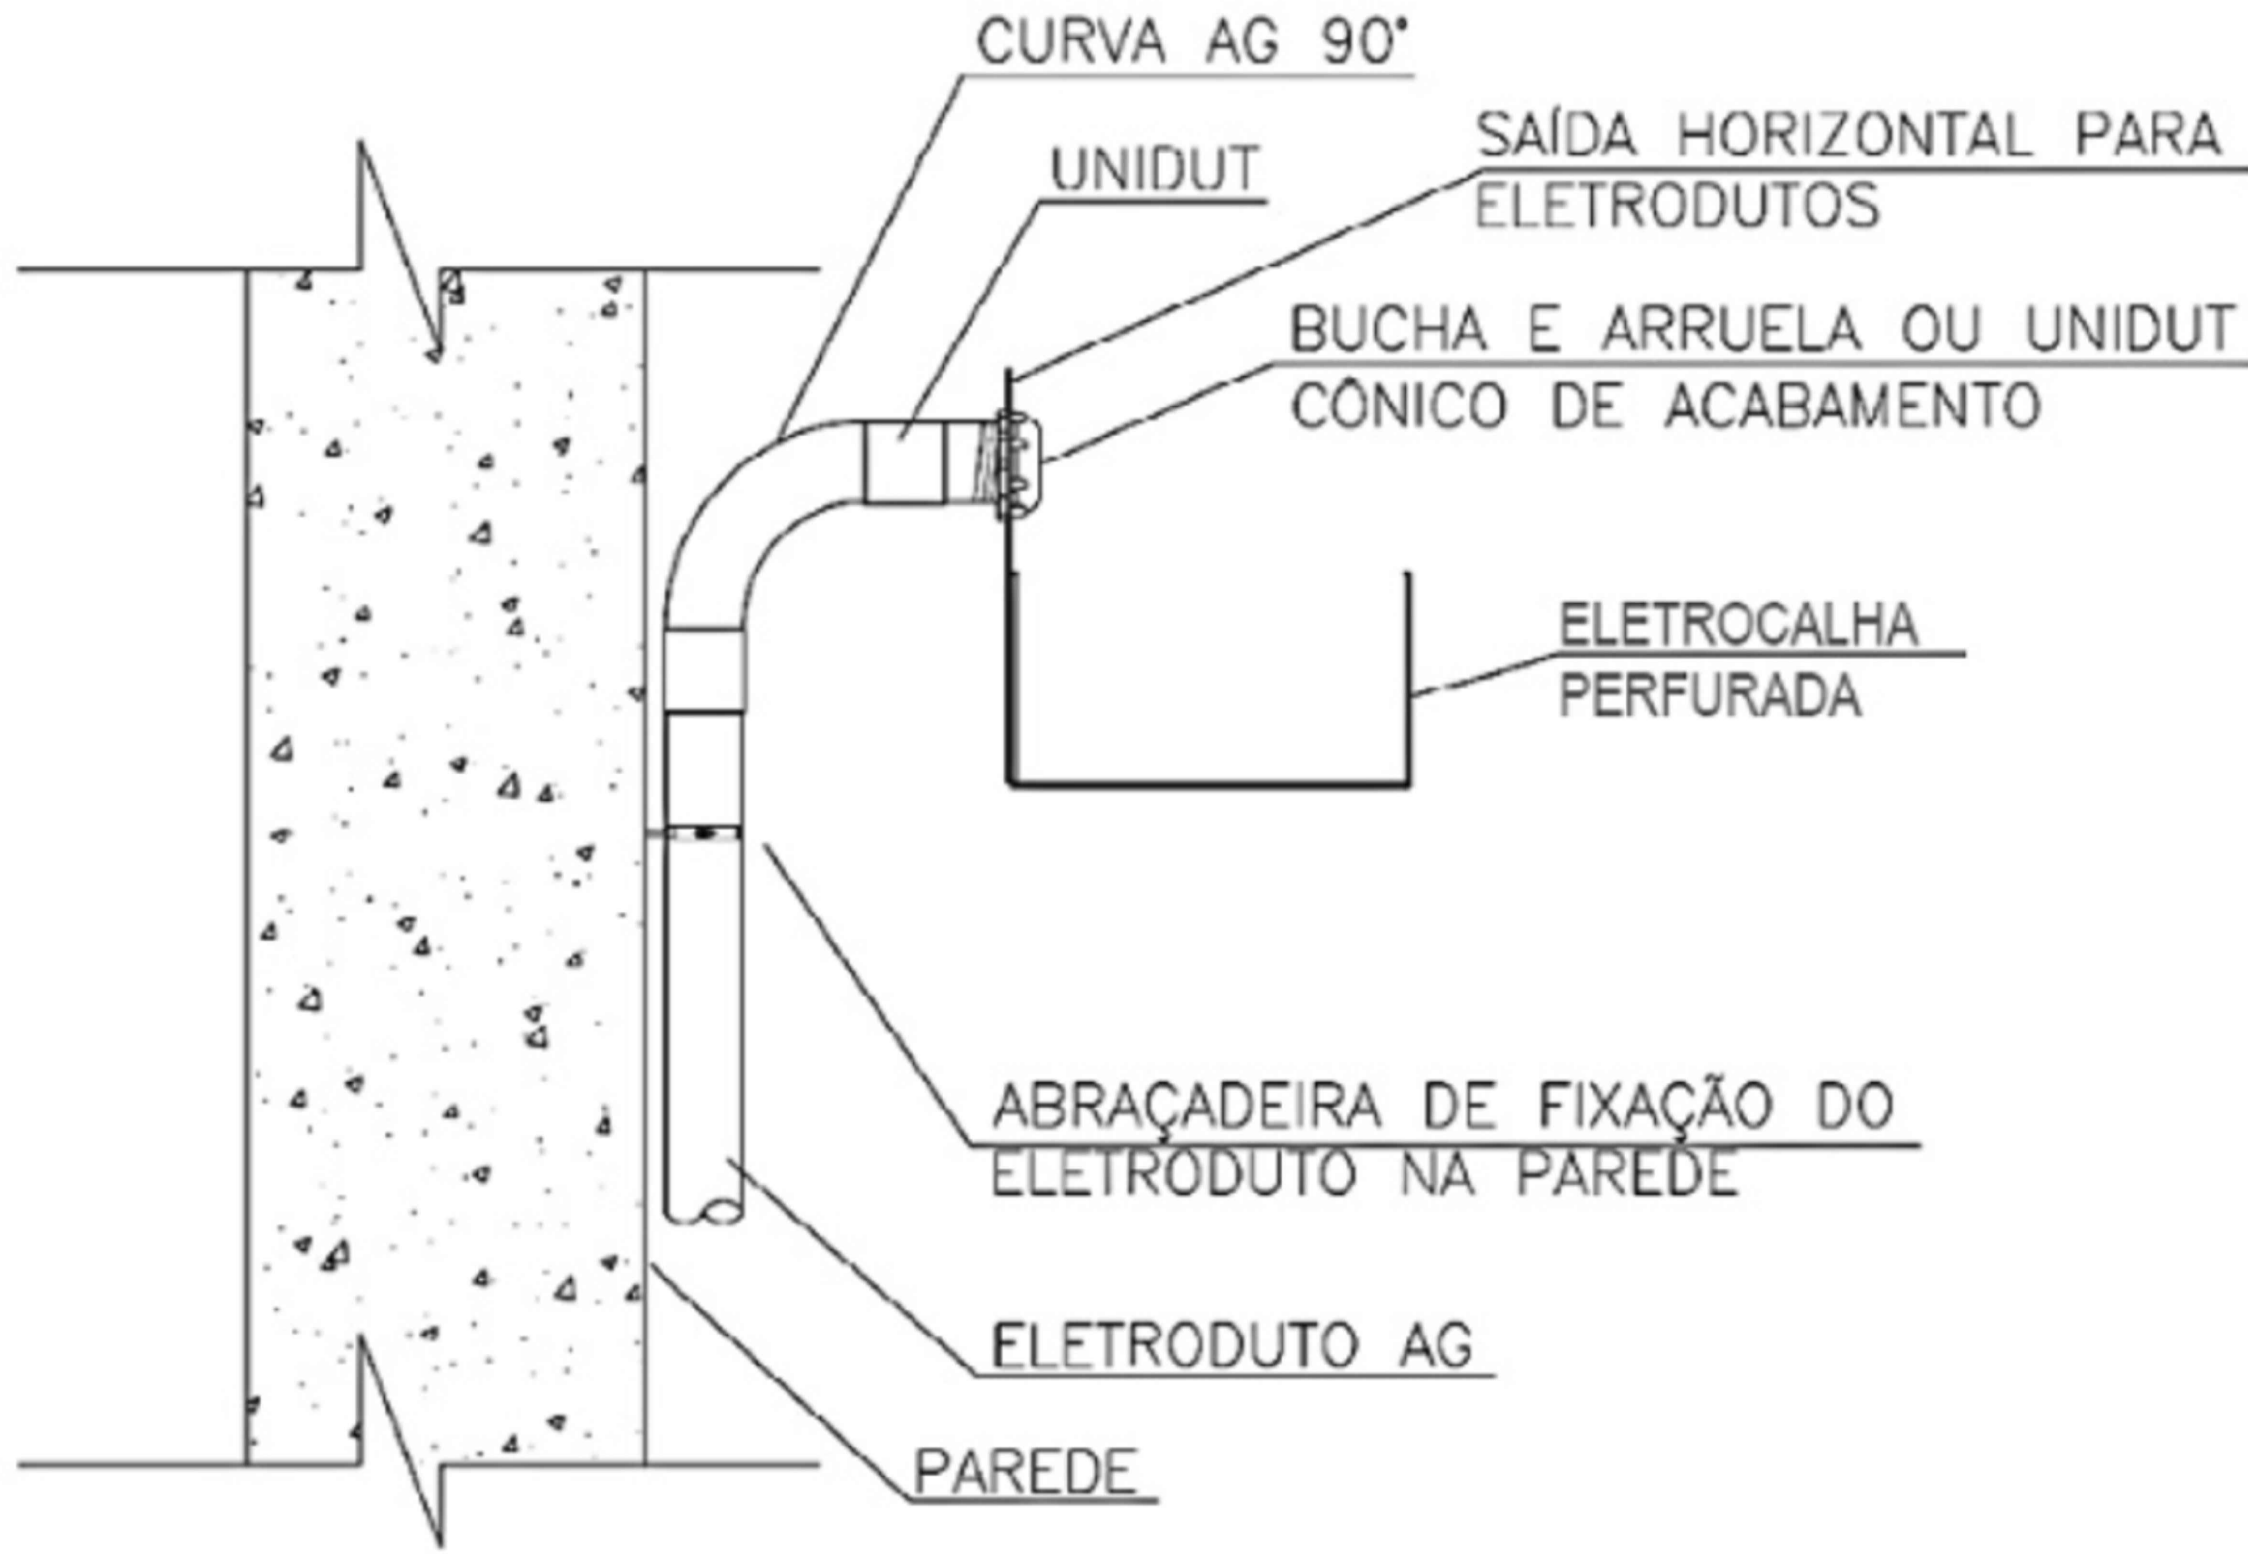 CURVA AG 90°
UNIDUT
SAÍDA HORIZONTAL PARA
ELETRODUTOS
BUCHA E ARRUELA OU UNIDUT
CÔNICO DE ACABAMENTO
ELETROCALHA
PERFURADA
ABRAÇADEIRA DE FIXAÇÃO DO
ELETRODUTO NA PAREDE
ELETRODUTO AG
PAREDE